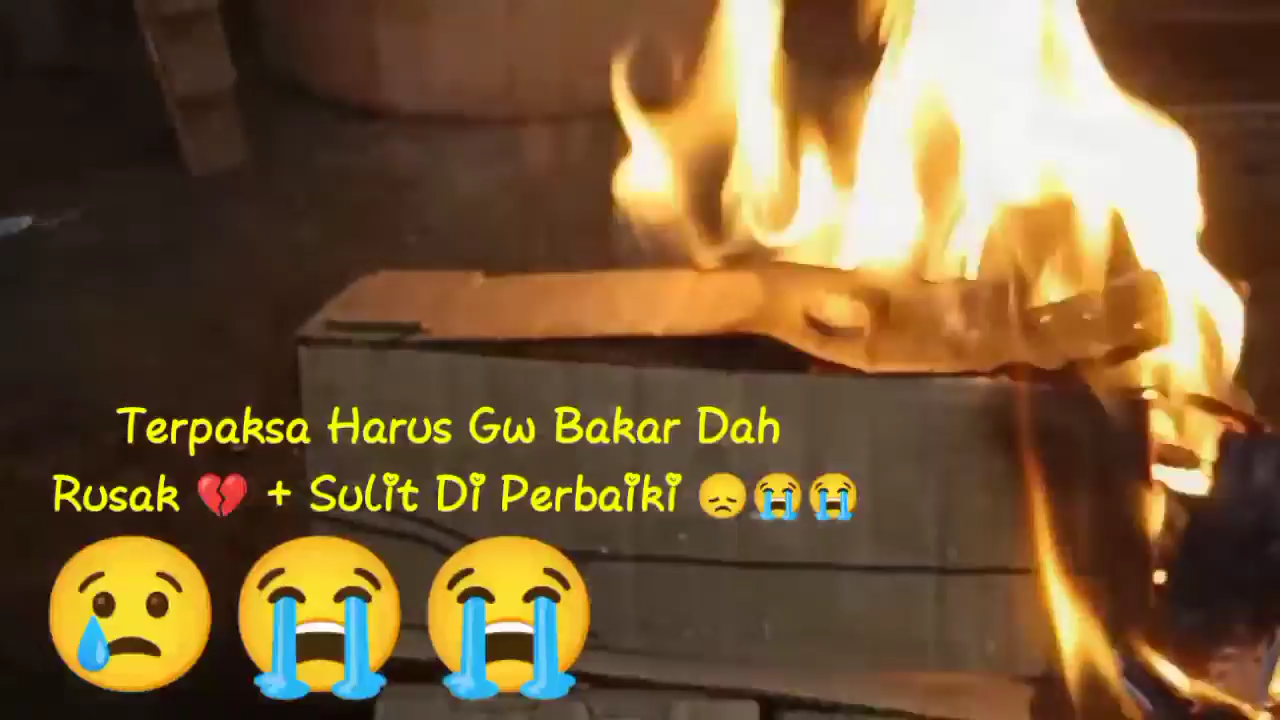 Terpaksa Harus Gw Bakar Dah
Rusak 💔 + Sulit Di Perbaiki 😞😭😭
😢😭😭